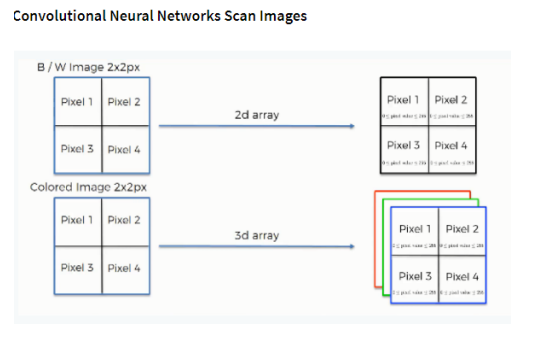 Convolutional Neural Networks Scan Images
B / W Image 2x2px
Pixel 1 Pixel 2
Pixel 3 Pixel 4
2d array
Pixel 1 Pixel 2
Pixel 3 Pixel 4
Colored Image 2x2px
Pixel 1 Pixel 2
Pixel 3 Pixel 4
3d array
Pixel 1 Pixel 2
Pixel 3 Pixel 4